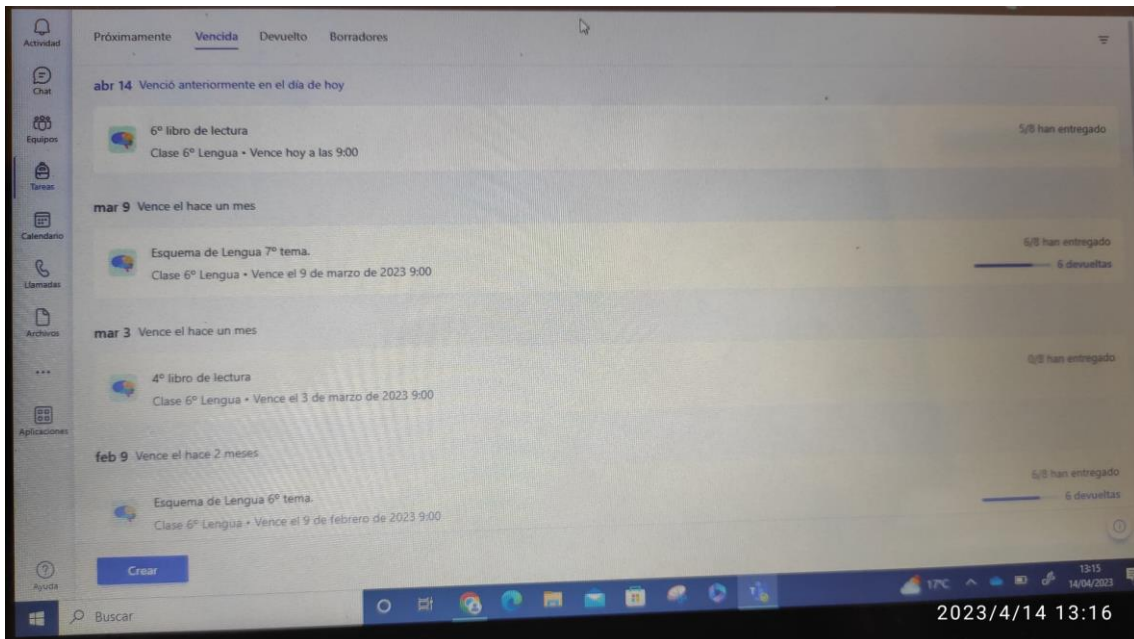 Actividad
Chat
Equipos
Tareas
Calendario
Llamadas
Archivos
Aplicaciones
Ayuda
Próximamente Vencida Devuelto Borradores
abr 14 Venció anteriormente en el día de hoy
6º libro de lectura
Clase 6º Lengua • Vence hoy a las 9:00
5/8 han entregado
mar 9 Vence el hace un mes
Esquema de Lengua 7º tema.
Clase 6º Lengua • Vence el 9 de marzo de 2023 9:00
6/8 han entregado
6 devueltas
mar 3 Vence el hace un mes
4º libro de lectura
Clase 6º Lengua • Vence el 3 de marzo de 2023 9:00
0/8 han entregado
feb 9 Vence el hace 2 meses
Esquema de Lengua 6º tema.
Clase 6º Lengua • Vence el 9 de febrero de 2023 9:00
6/8 han entregado
6 devueltas
Crear
Buscar
17ºC
13:15
14/04/2023
2023/4/14 13:16